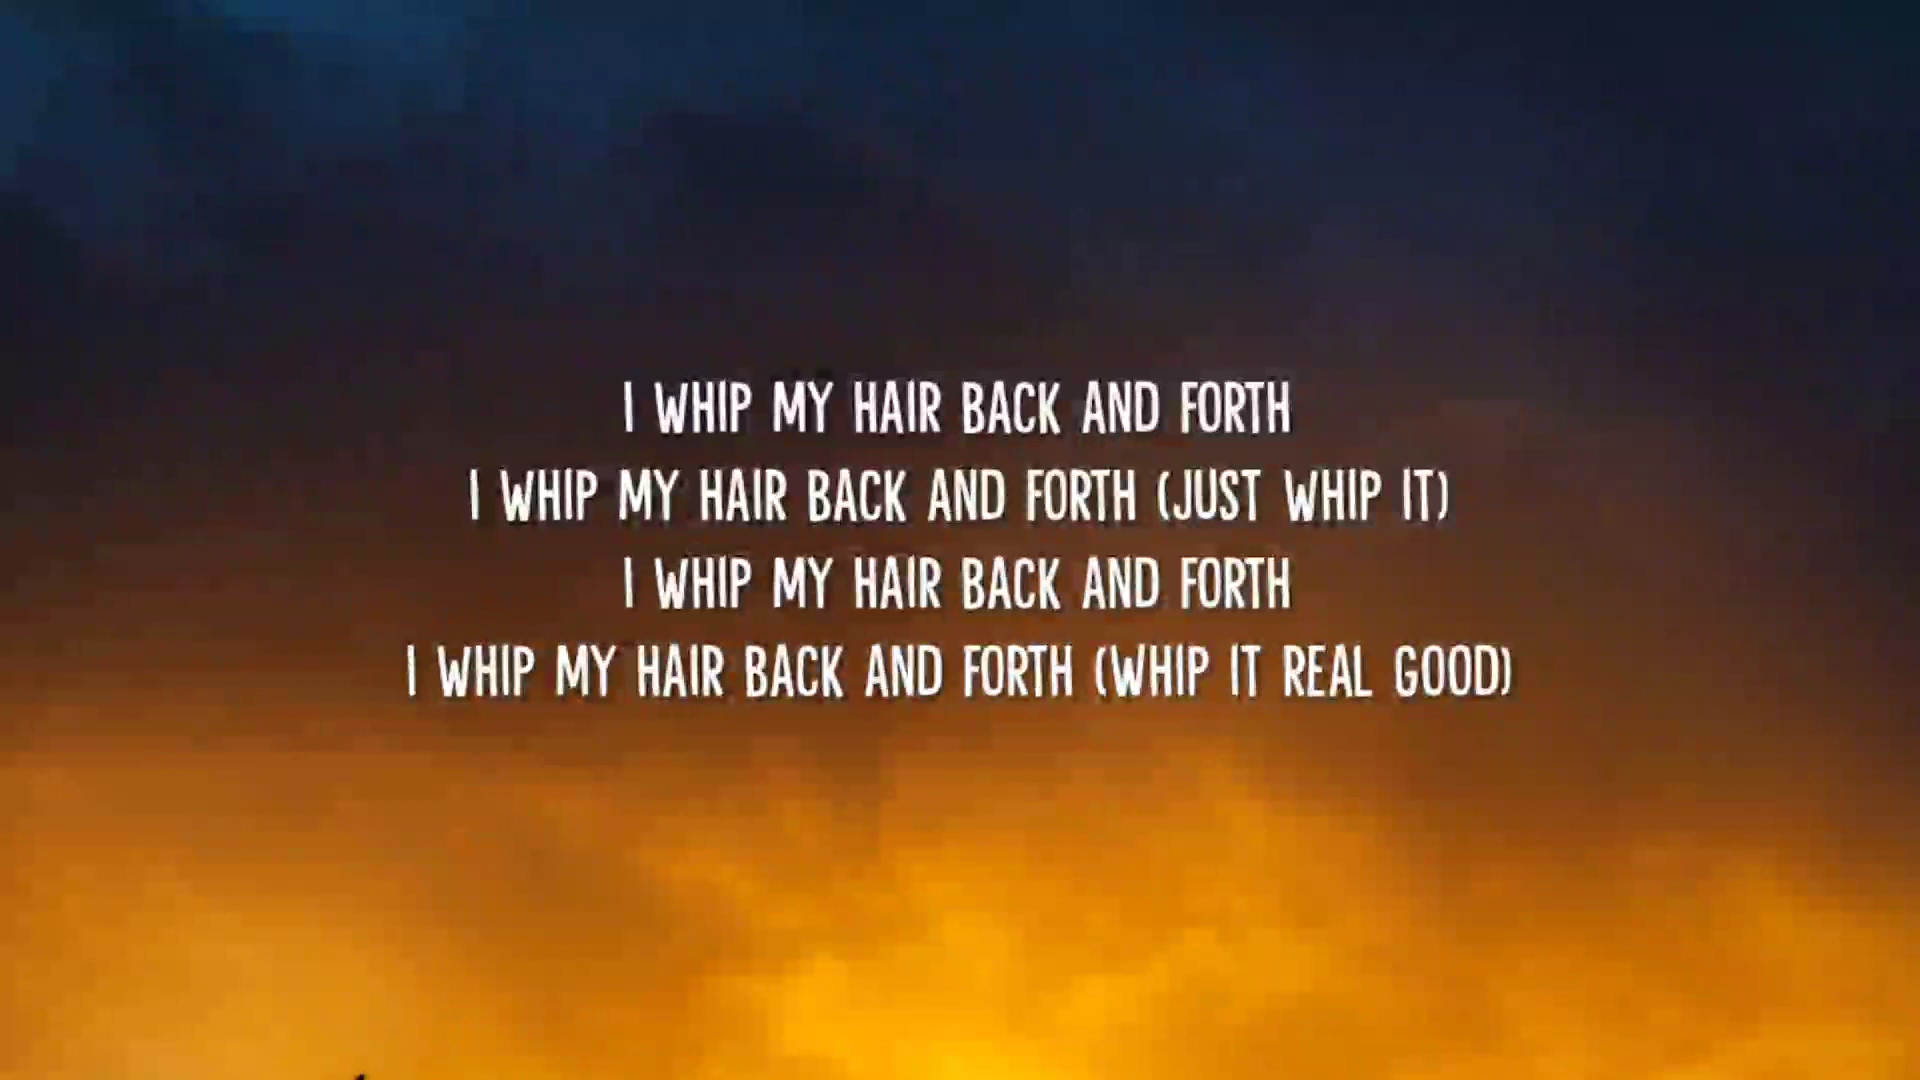 I WHIP MY HAIR BACK AND FORTH
I WHIP MY HAIR BACK AND FORTH (JUST WHIP IT)
I WHIP MY HAIR BACK AND FORTH
I WHIP MY HAIR BACK AND FORTH (WHIP IT REAL GOOD)